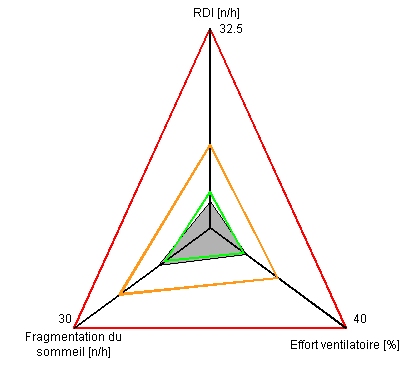 RDI [n/h]
32.5
30
40
Fragmentation du
sommeil [n/h]
Effort ventilatoire [%]